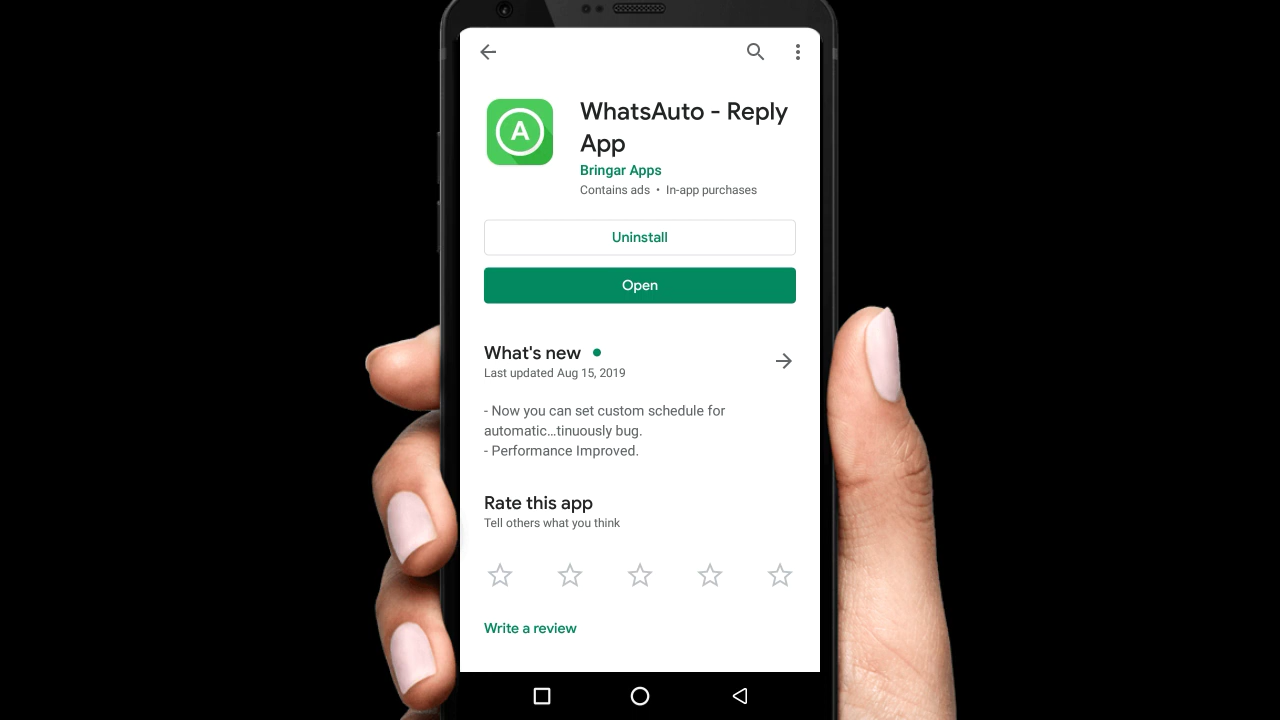 A
WhatsAuto - Reply
App
Bringar Apps
Contains ads • In-app purchases
Uninstall
Open
What's new
Last updated Aug 15, 2019
- Now you can set custom schedule for
automatic...tinuously bug.
- Performance Improved.
Rate this app
Tell others what you think
Write a review